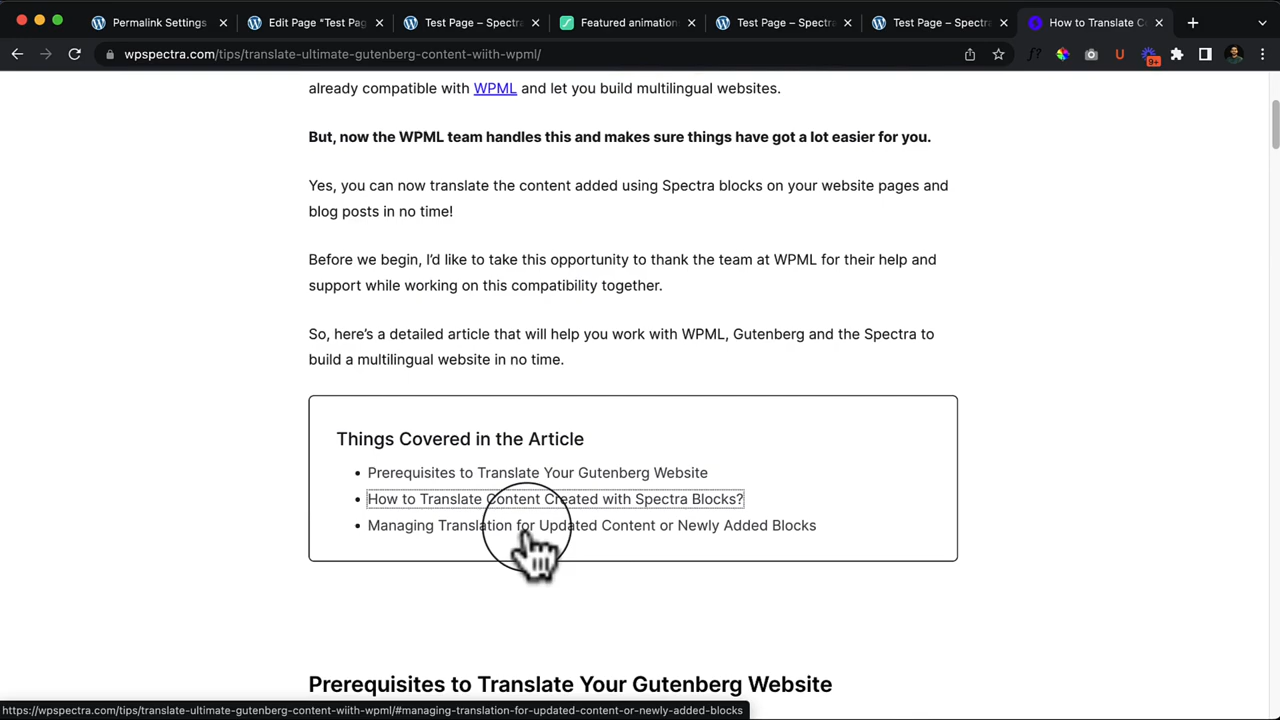 Permalink Settings
Edit Page "Test Pag
Test Page – Spectra
Featured animation
Test Page – Spectra
Test Page – Spectra
How to Translate C
wpspectra.com/tips/translate-ultimate-gutenberg-content-wiith-wpml/
9+
already compatible with WPML and let you build multilingual websites.
But, now the WPML team handles this and makes sure things have got a lot easier for you.
Yes, you can now translate the content added using Spectra blocks on your website pages and
blog posts in no time!
Before we begin, I’d like to take this opportunity to thank the team at WPML for their help and
support while working on this compatibility together.
So, here’s a detailed article that will help you work with WPML, Gutenberg and the Spectra to
build a multilingual website in no time.
Things Covered in the Article
Prerequisites to Translate Your Gutenberg Website
How to Translate Content Created with Spectra Blocks?
Managing Translation for Updated Content or Newly Added Blocks
Prerequisites to Translate Your Gutenberg Website
https://wpspectra.com/tips/translate-ultimate-gutenberg-content-wiith-wpml/#managing-translation-for-updated-content-or-newly-added-blocks